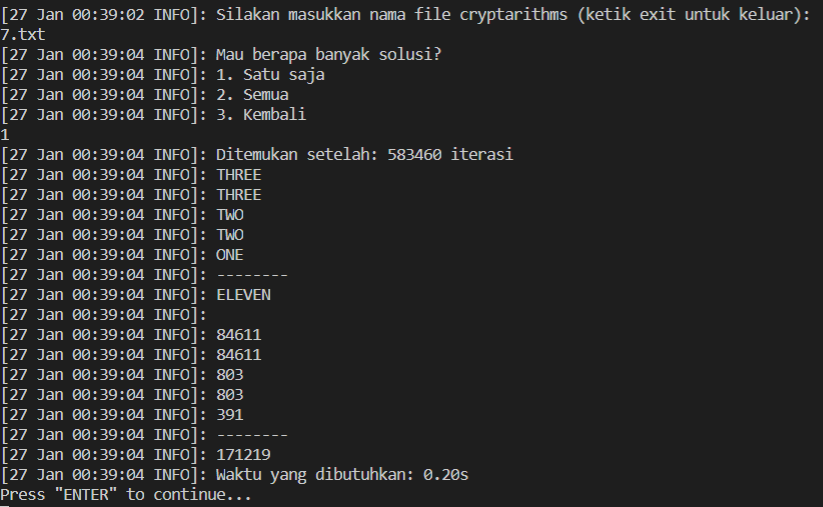 [27 Jan 00:39:02 INFO]: Silakan masukkan nama file cryptarithms (ketik exit untuk keluar):
7.txt
[27 Jan 00:39:04 INFO]: Mau berapa banyak solusi?
[27 Jan 00:39:04 INFO]: 1. Satu saja
[27 Jan 00:39:04 INFO]: 2. Semua
[27 Jan 00:39:04 INFO]: 3. Kembali
1
[27 Jan 00:39:04 INFO]: Ditemukan setelah: 583460 iterasi
[27 Jan 00:39:04 INFO]: THREE
[27 Jan 00:39:04 INFO]: THREE
[27 Jan 00:39:04 INFO]: TWO
[27 Jan 00:39:04 INFO]: TWO
[27 Jan 00:39:04 INFO]: ONE
[27 Jan 00:39:04 INFO]: --------
[27 Jan 00:39:04 INFO]: ELEVEN
[27 Jan 00:39:04 INFO]:
[27 Jan 00:39:04 INFO]: 84611
[27 Jan 00:39:04 INFO]: 84611
[27 Jan 00:39:04 INFO]: 803
[27 Jan 00:39:04 INFO]: 803
[27 Jan 00:39:04 INFO]: 391
[27 Jan 00:39:04 INFO]: --------
[27 Jan 00:39:04 INFO]: 171219
[27 Jan 00:39:04 INFO]: Waktu yang dibutuhkan: 0.20s
Press "ENTER" to continue...